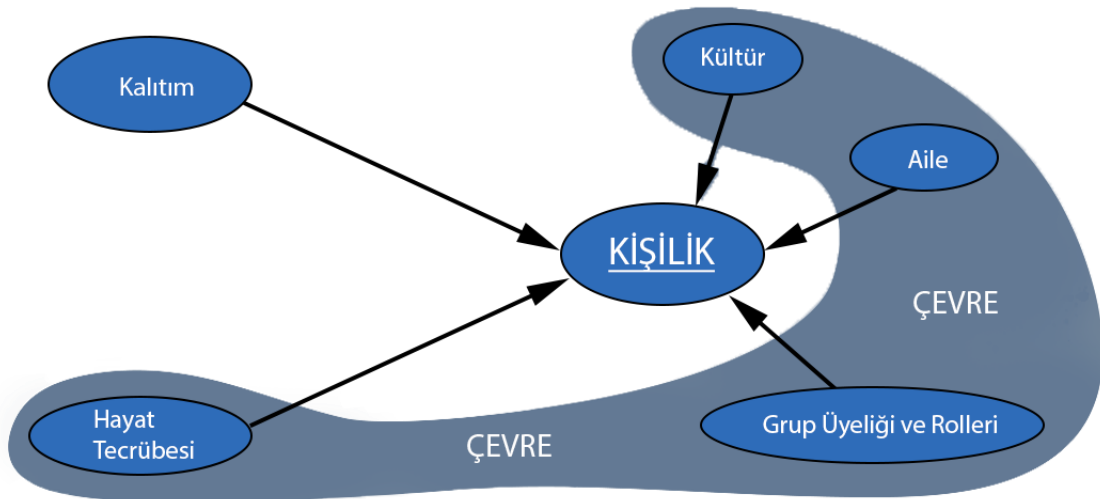 Kültür
Kalıtım
Aile
KİŞİLİK
ÇEVRE
Hayat
Tecrübesi
Grup Üyeliği ve Rolleri
ÇEVRE